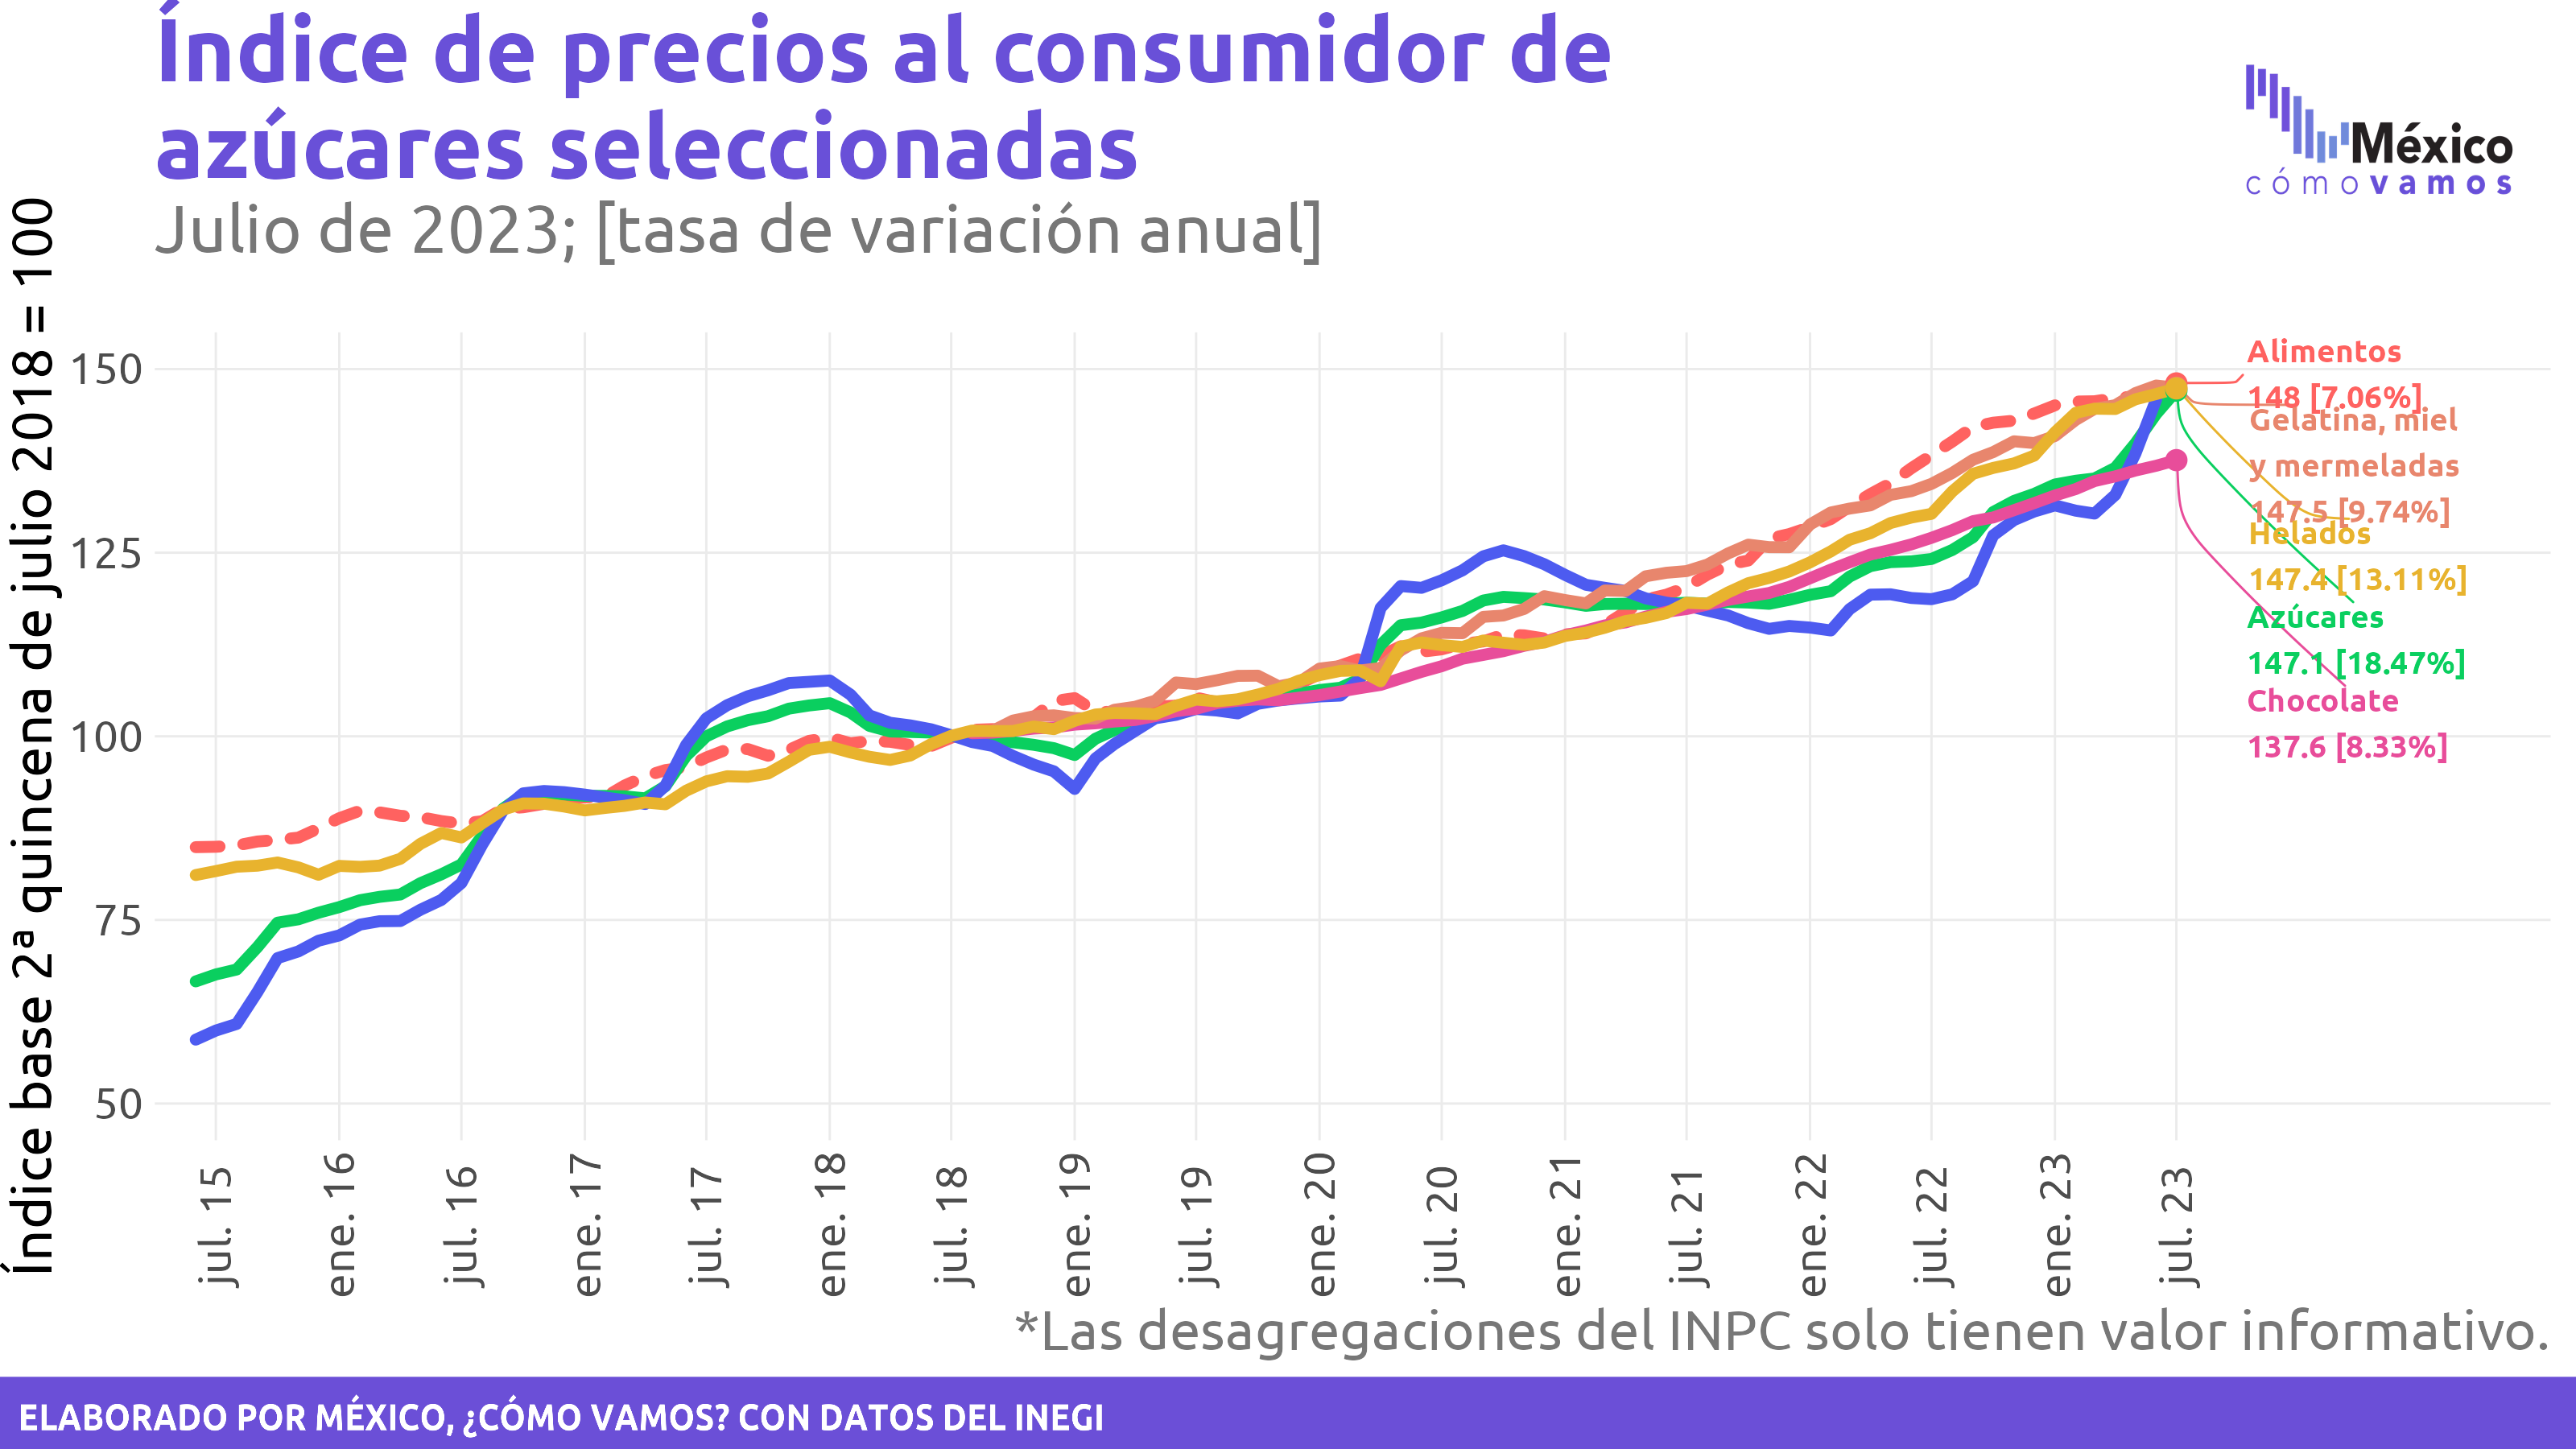 Índice de precios al consumidor de
azúcares seleccionadas
Julio de 2023; [tasa de variación anual]
México
cómo vamos
Índice base 2ª quincena de julio 2018 = 100
150
125
100
75
50
Alimentos
148 [7.06%]
Gelatina, miel
y mermeladas
147.5 [9.74%]
Helados
147.4 [13.11%]
Azúcares
147.1 [18.47%]
Chocolate
137.6 [8.33%]
jul. 15
ene. 16
jul. 16
ene. 17
jul. 17
ene. 18
jul. 18
ene. 19
jul. 19
ene. 20
jul. 20
ene. 21
jul. 21
ene. 22
jul. 22
ene. 23
jul. 23
*Las desagregaciones del INPC solo tienen valor informativo.
ELABORADO POR MÉXICO, ¿CÓMO VAMOS? CON DATOS DEL INEGI